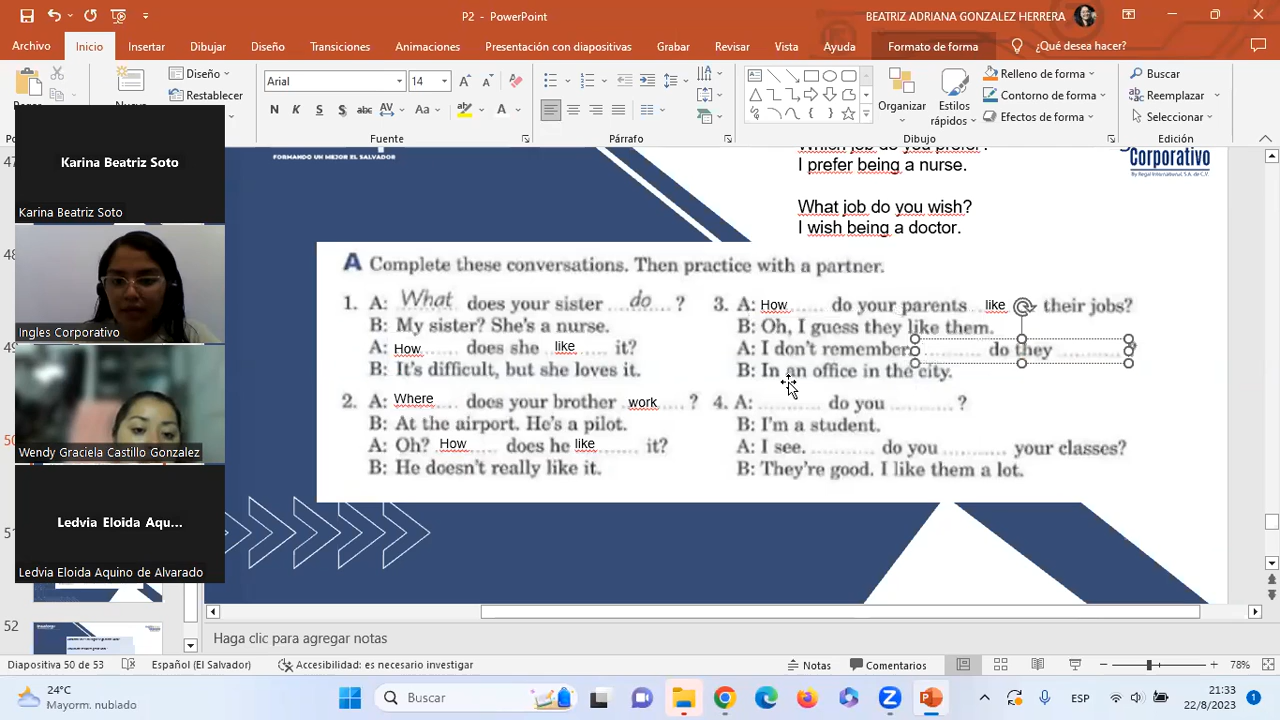 P2 - PowerPoint
BEATRIZ ADRIANA GONZALEZ HERRERA
Archivo Inicio Insertar Dibujar Diseño Transiciones Animaciones Presentación con diapositivas Grabar Revisar Vista Ayuda Formato de forma ¿Qué desea hacer?
Diseño
Restablecer
Arial 14
N K S abc AV Aa A
Fuente
Párrafo
Organizar
Estilos rápidos
Relleno de forma
Contorno de forma
Efectos de forma
Dibujo
Buscar
Reemplazar
Seleccionar
Edición
Karina Beatriz Soto
Karina Beatriz Soto
Ingles Corporativo
Wendy Graciela Castillo Gonzalez
Ledvia Eloida Aqu...
Ledvia Eloida Aquino de Alvarado
52
FORMANDO UN MEJOR EL SALVADOR
Corporativo
Which job do you prefer?
I prefer being a nurse.
What job do you wish?
I wish being a doctor.
A Complete these conversations. Then practice with a partner.
1. A: What does your sister do ?
B: My sister? She's a nurse.
A: How does she like it?
B: It's difficult, but she loves it.
2. A: Where does your brother work ?
B: At the airport. He's a pilot.
A: Oh? How does he like it?
B: He doesn't really like it.
3. A: How do your parents like their jobs?
B: Oh, I guess they like them.
A: I don't remember. ........ do they ........ ?
B: In an office in the city.
4. A: ........ do you ........ ?
B: I'm a student.
A: I see. ........ do you ........ your classes?
B: They're good. I like them a lot.
Haga clic para agregar notas
Diapositiva 50 de 53 Español (El Salvador) Accesibilidad: es necesario investigar Notas Comentarios 78%
24°C
Mayorm. nublado
Buscar
ESP
21:33
22/8/2023
1